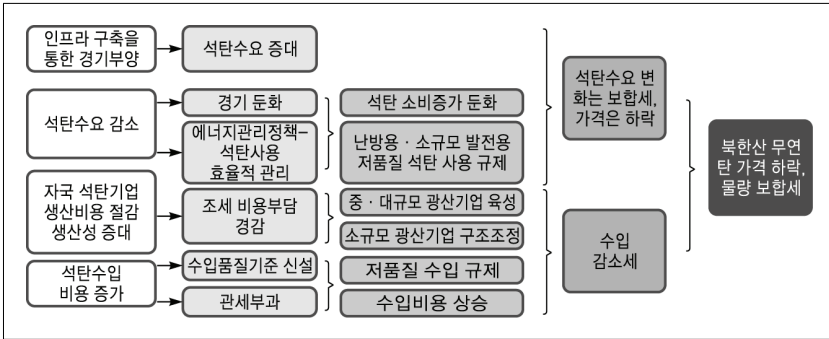 인프라 구축을
통한 경기부양
석탄수요 증대
석탄수요 감소
경기 둔화
에너지관리정책–
석탄사용
효율적 관리
석탄 소비증가 둔화
난방용 · 소규모 발전용
저품질 석탄 사용 규제
자국 석탄기업
생산비용 절감
생산성 증대
조세 비용부담
경감
중 · 대규모 광산기업 육성
소규모 광산기업 구조조정
석탄수입
비용 증가
수입품질기준 신설
관세부과
저품질 수입 규제
수입비용 상승
석탄수요 변
화는 보합세,
가격은 하락
수입
감소세
북한산 무연
탄 가격 하락,
물량 보합세